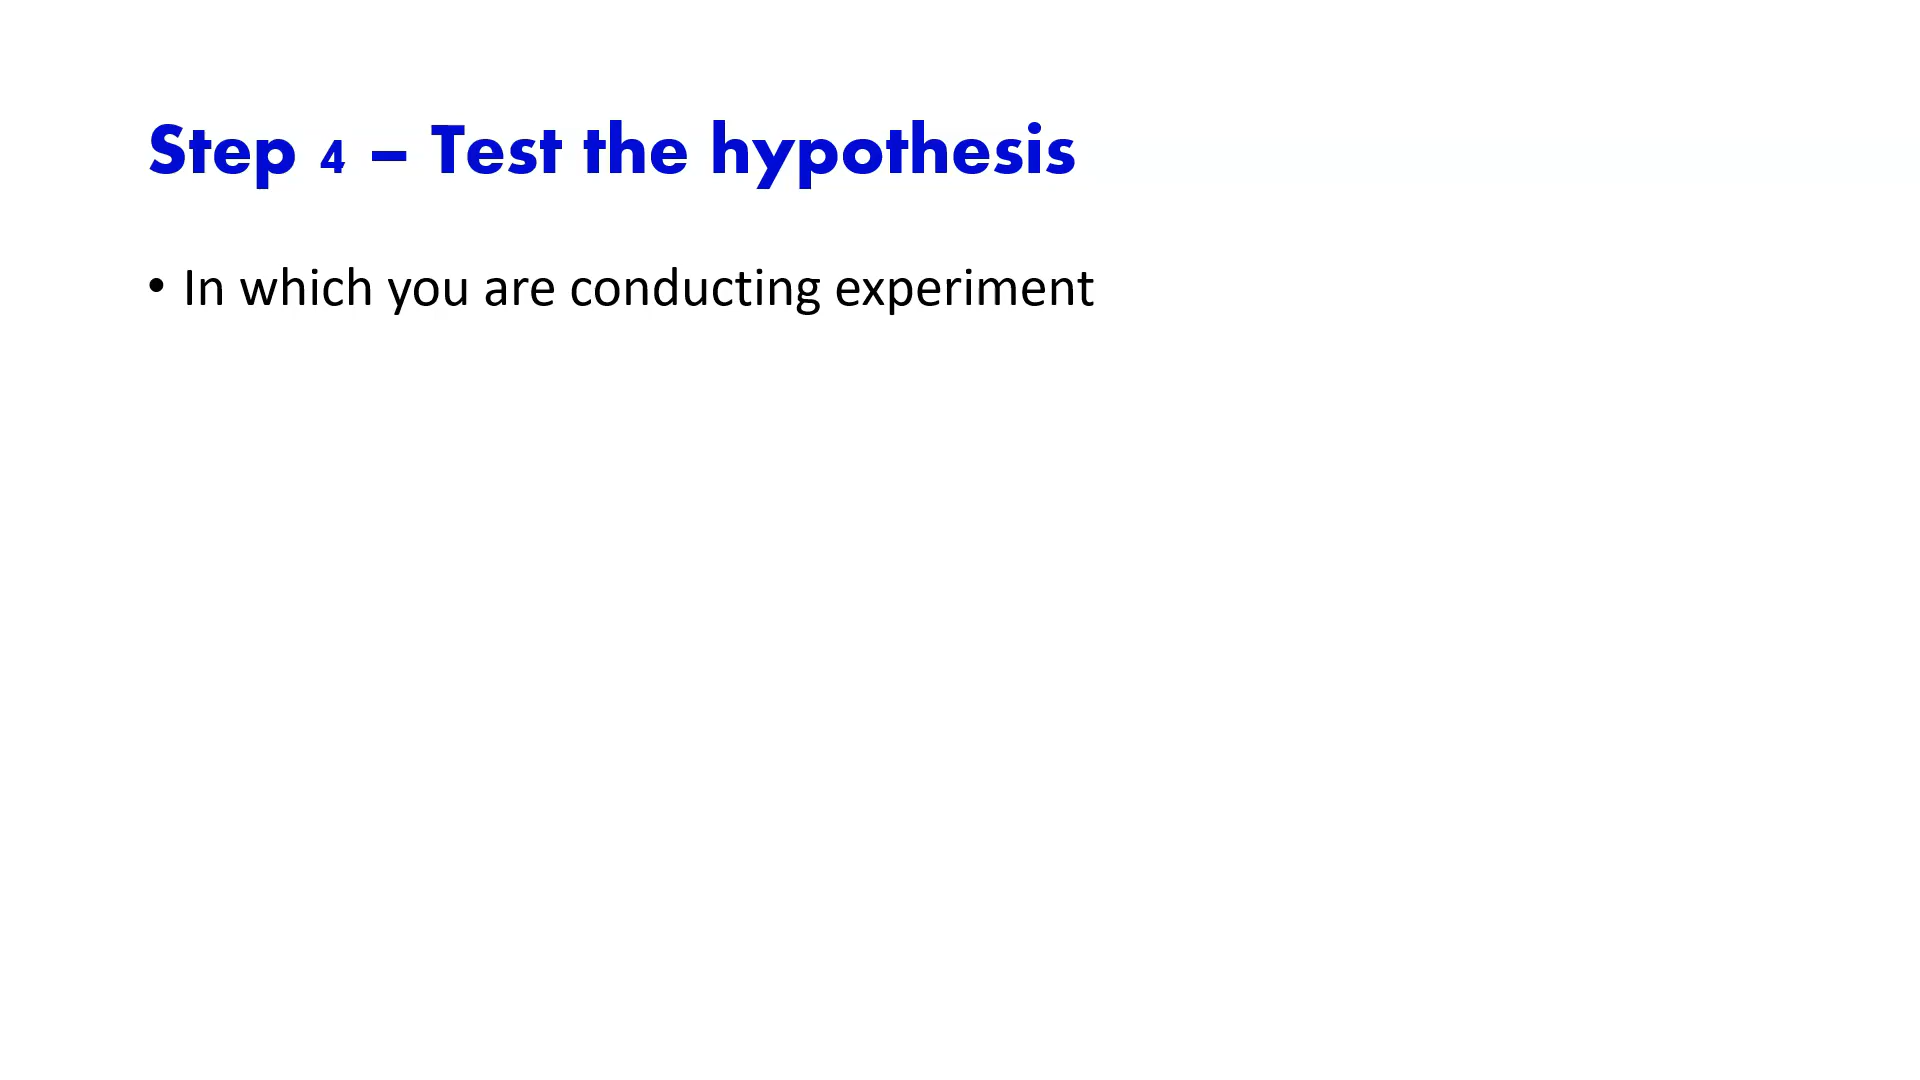 Step 4 – Test the hypothesis
• In which you are conducting experiment